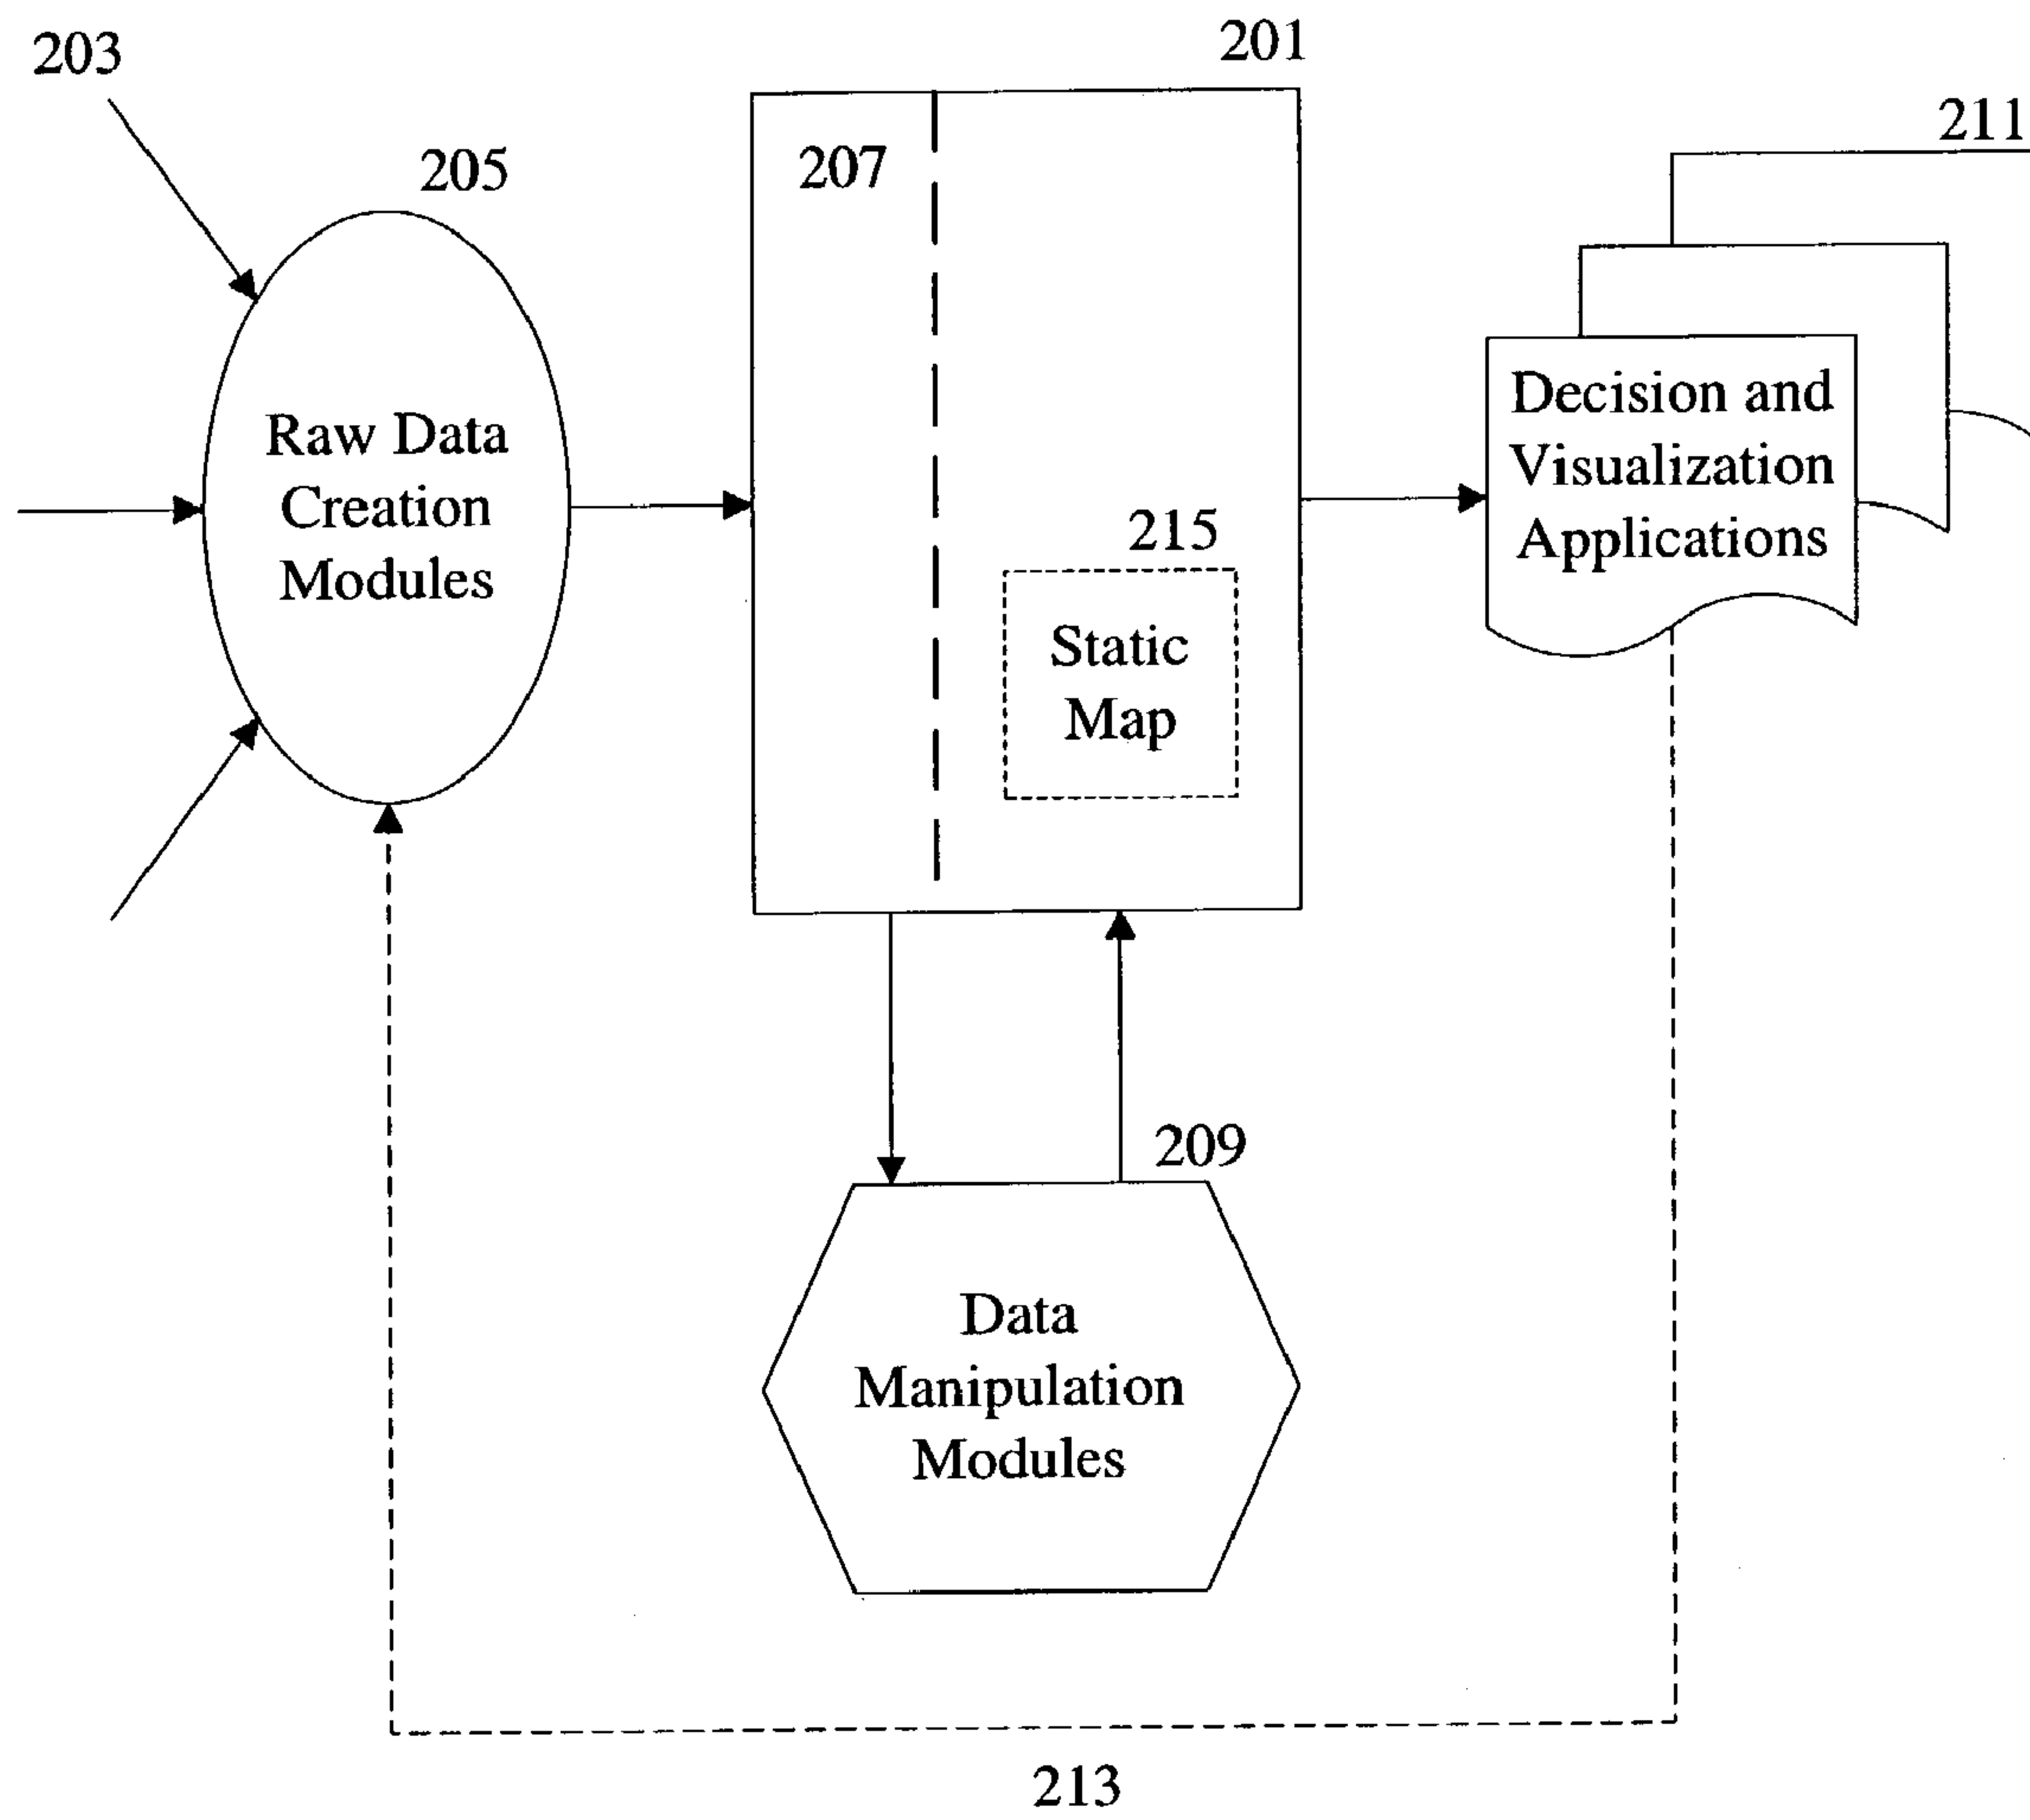 203
201
211
207
205
Raw Data
Creation
Modules
215
Static
Map
Decision and
Visualization
Applications
209
Data
Manipulation
Modules
213